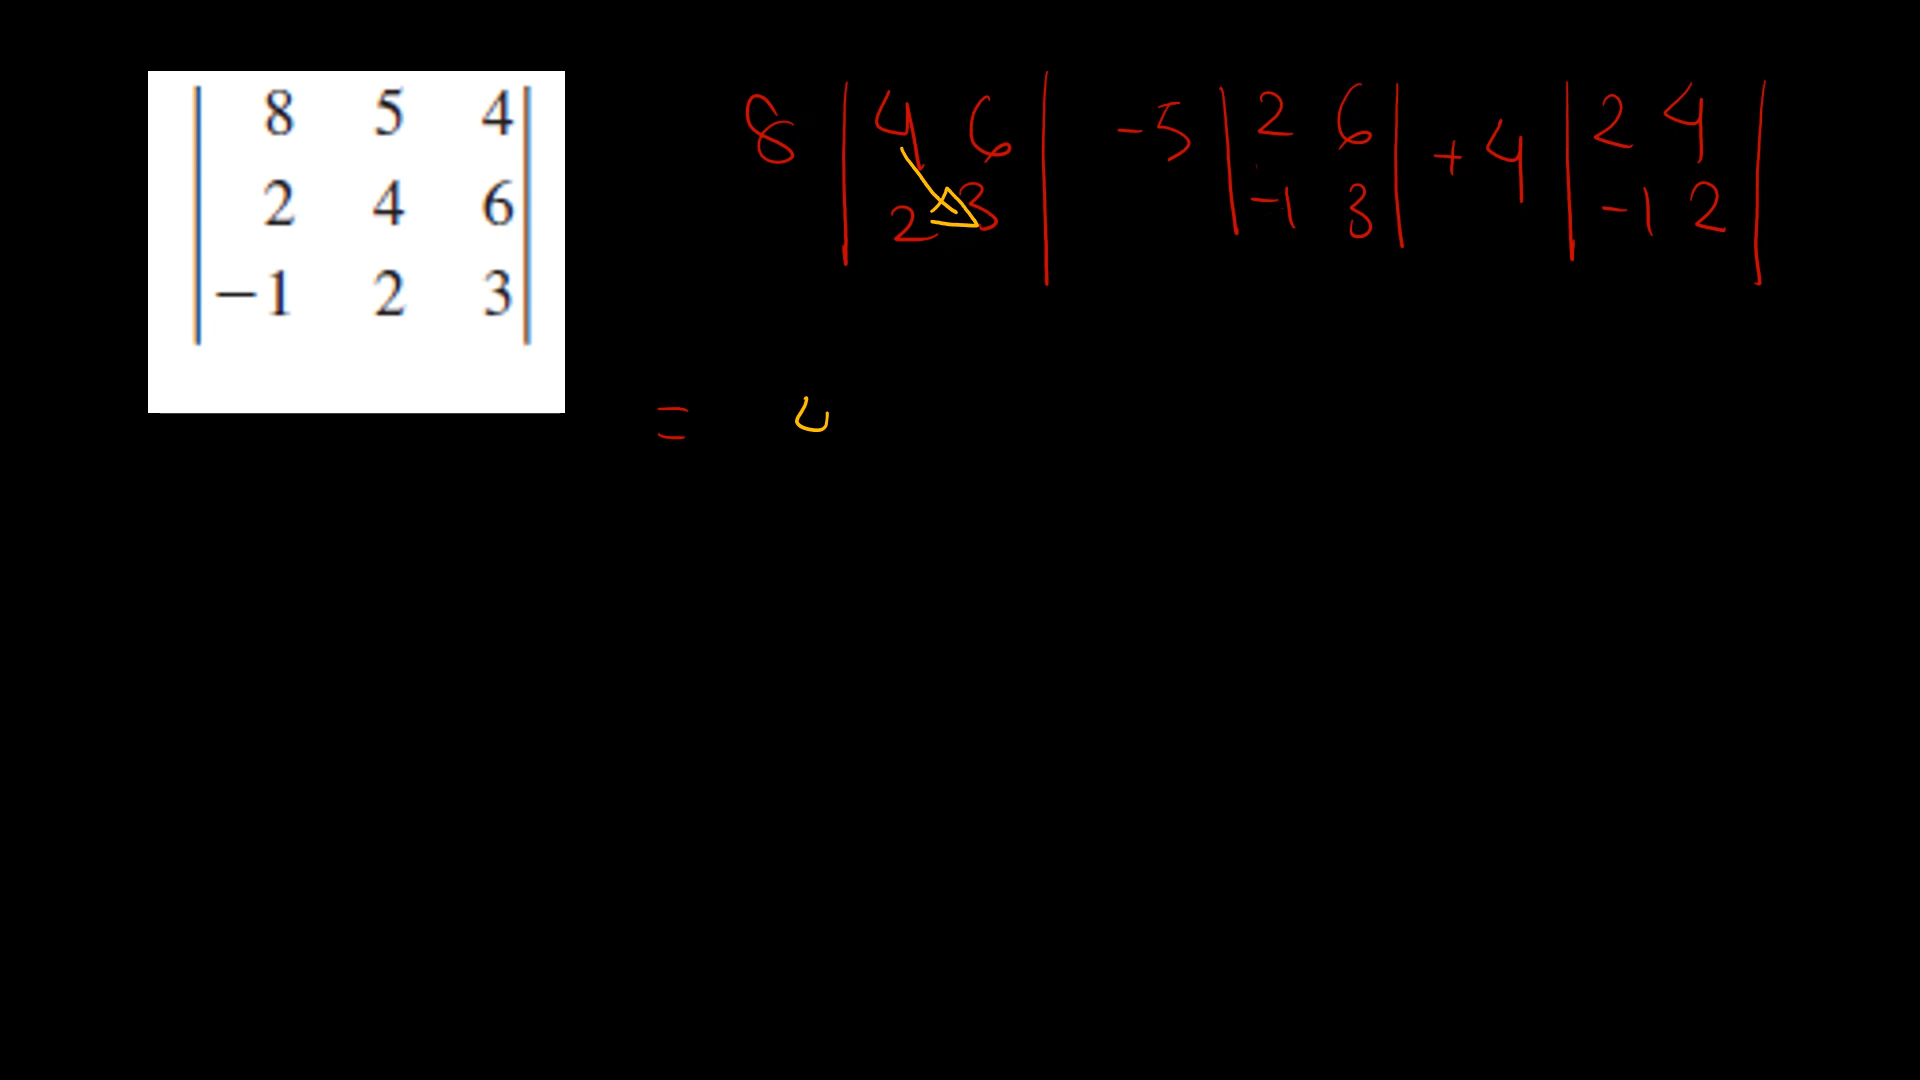 8 5 4
2 4 6
−1 2 3
8 | 4 6 | - 5 | 2 6 | + 4 | 2 4 |
2 3 | -1 3 | -1 2
=